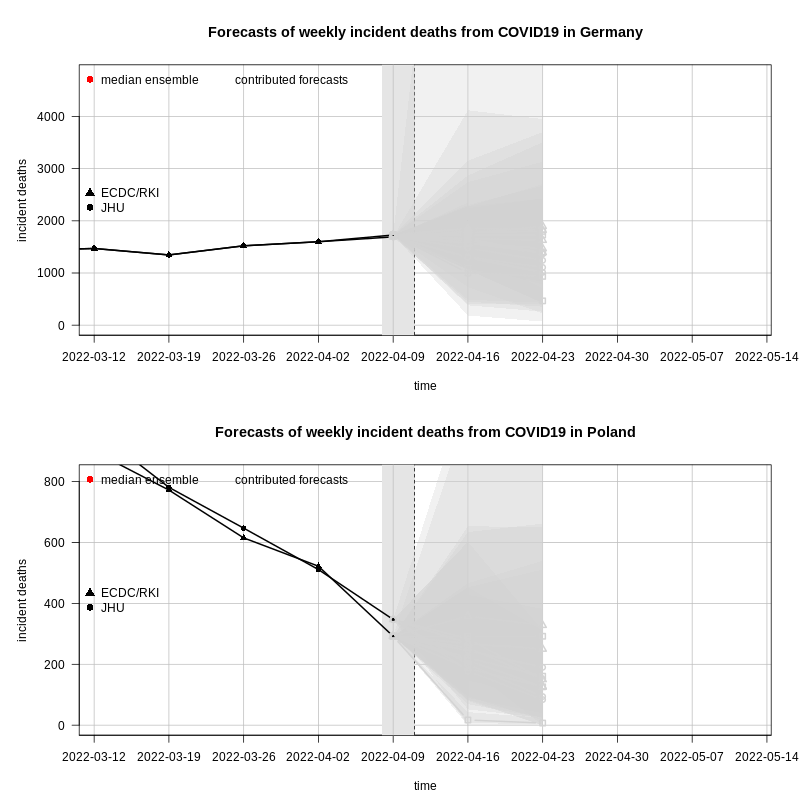 Forecasts of weekly incident deaths from COVID19 in Germany
median ensemble contributed forecasts
4000
3000
ECDC/RKI
JHU
2000
1000
0
incident deaths
2022-03-12 2022-03-19 2022-03-26 2022-04-02 2022-04-09 2022-04-16 2022-04-23 2022-04-30 2022-05-07 2022-05-14
time
Forecasts of weekly incident deaths from COVID19 in Poland
800
median ensemble contributed forecasts
600
ECDC/RKI
JHU
400
200
0
incident deaths
2022-03-12 2022-03-19 2022-03-26 2022-04-02 2022-04-09 2022-04-16 2022-04-23 2022-04-30 2022-05-07 2022-05-14
time